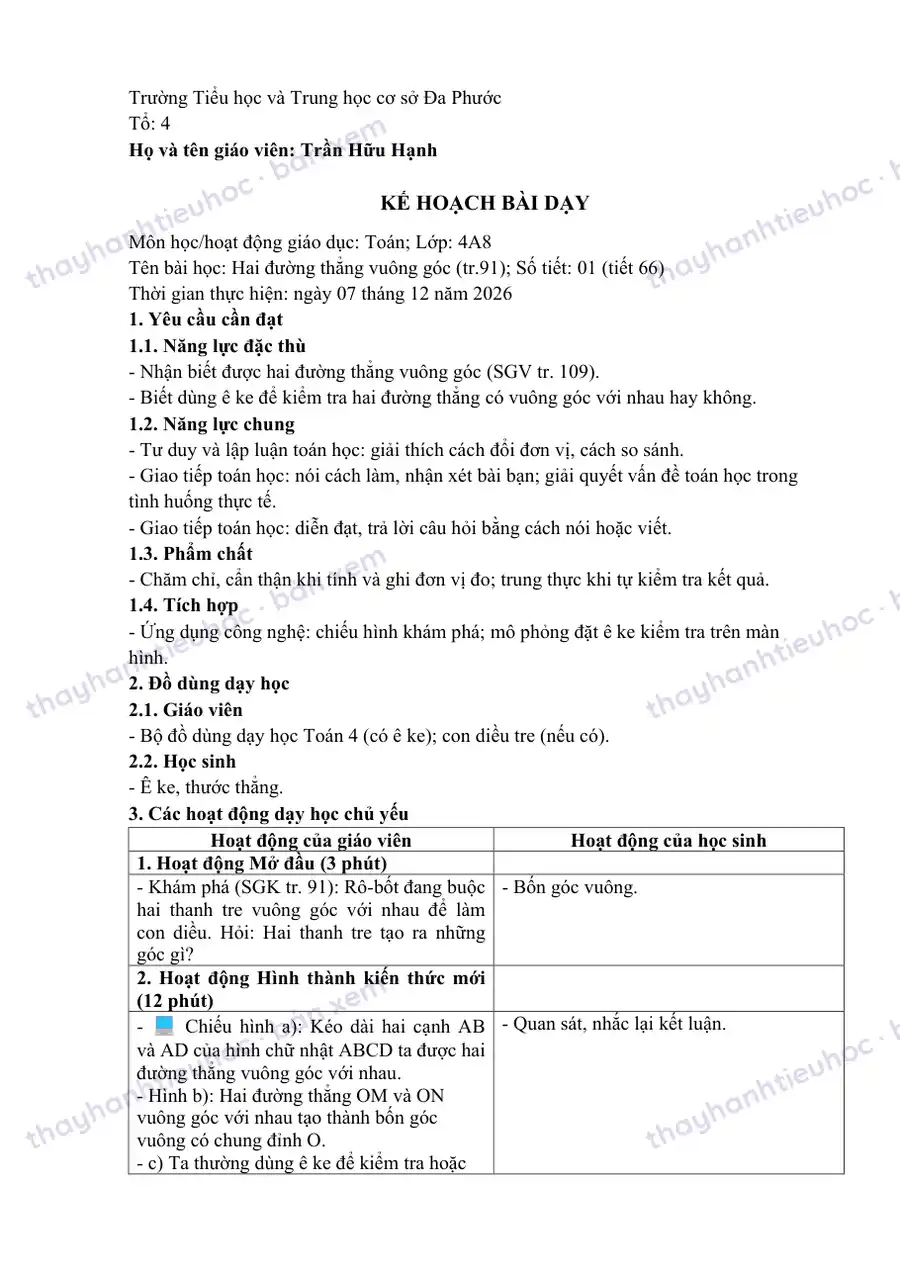 Trường Tiểu học và Trung học cơ sở Đa Phước
Tổ: 4
Họ và tên giáo viên: Trần Hữu Hạnh
KẾ HOẠCH BÀI DẠY
Môn học/hoạt động giáo dục: Toán; Lớp: 4A8
Tên bài học: Hai đường thẳng vuông góc (tr.91); Số tiết: 01 (tiết 66)
Thời gian thực hiện: ngày 07 tháng 12 năm 2026
1. Yêu cầu cần đạt
1.1. Năng lực đặc thù
- Nhận biết được hai đường thẳng vuông góc (SGV tr. 109).
- Biết dùng ê ke để kiểm tra hai đường thẳng có vuông góc với nhau hay không.
1.2. Năng lực chung
- Tư duy và lập luận toán học: giải thích cách đổi đơn vị, cách so sánh.
- Giao tiếp toán học: nói cách làm, nhận xét bài bạn; giải quyết vấn đề toán học trong
tình huống thực tế.
- Giao tiếp toán học: diễn đạt, trả lời câu hỏi bằng cách nói hoặc viết.
1.3. Phẩm chất
- Chăm chỉ, cẩn thận khi tính và ghi đơn vị đo; trung thực khi tự kiểm tra kết quả.
1.4. Tích hợp
- Ứng dụng công nghệ: chiếu hình khám phá; mô phỏng đặt ê ke kiểm tra trên màn
hình.
2. Đồ dùng dạy học
2.1. Giáo viên
- Bộ đồ dùng dạy học Toán 4 (có ê ke); con diều tre (nếu có).
2.2. Học sinh
- Ê ke, thước thẳng.
3. Các hoạt động dạy học chủ yếu
Hoạt động của giáo viên
Hoạt động của học sinh
1. Hoạt động Mở đầu (3 phút)
- Khám phá (SGK tr. 91): Rô-bốt đang buộc
hai thanh tre vuông góc với nhau để làm
con diều. Hỏi: Hai thanh tre tạo ra những
góc gì?
- Bốn góc vuông.
2. Hoạt động Hình thành kiến thức mới
(12 phút)
- Chiếu hình a): Kéo dài hai cạnh AB
và AD của hình chữ nhật ABCD ta được hai
đường thẳng vuông góc với nhau.
- Hình b): Hai đường thẳng OM và ON
vuông góc với nhau tạo thành bốn góc
vuông có chung đỉnh O.
- c) Ta thường dùng ê ke để kiểm tra hoặc
- Quan sát, nhắc lại kết luận.
thayhanhtieuhoc · bản xem
thayhanhtieuhoc · b
thayhanhtieuhoc · bản xem
thayhanhtieuhoc · b
thayhanhtieuhoc · bản xem
thayhanhtieuhoc · b